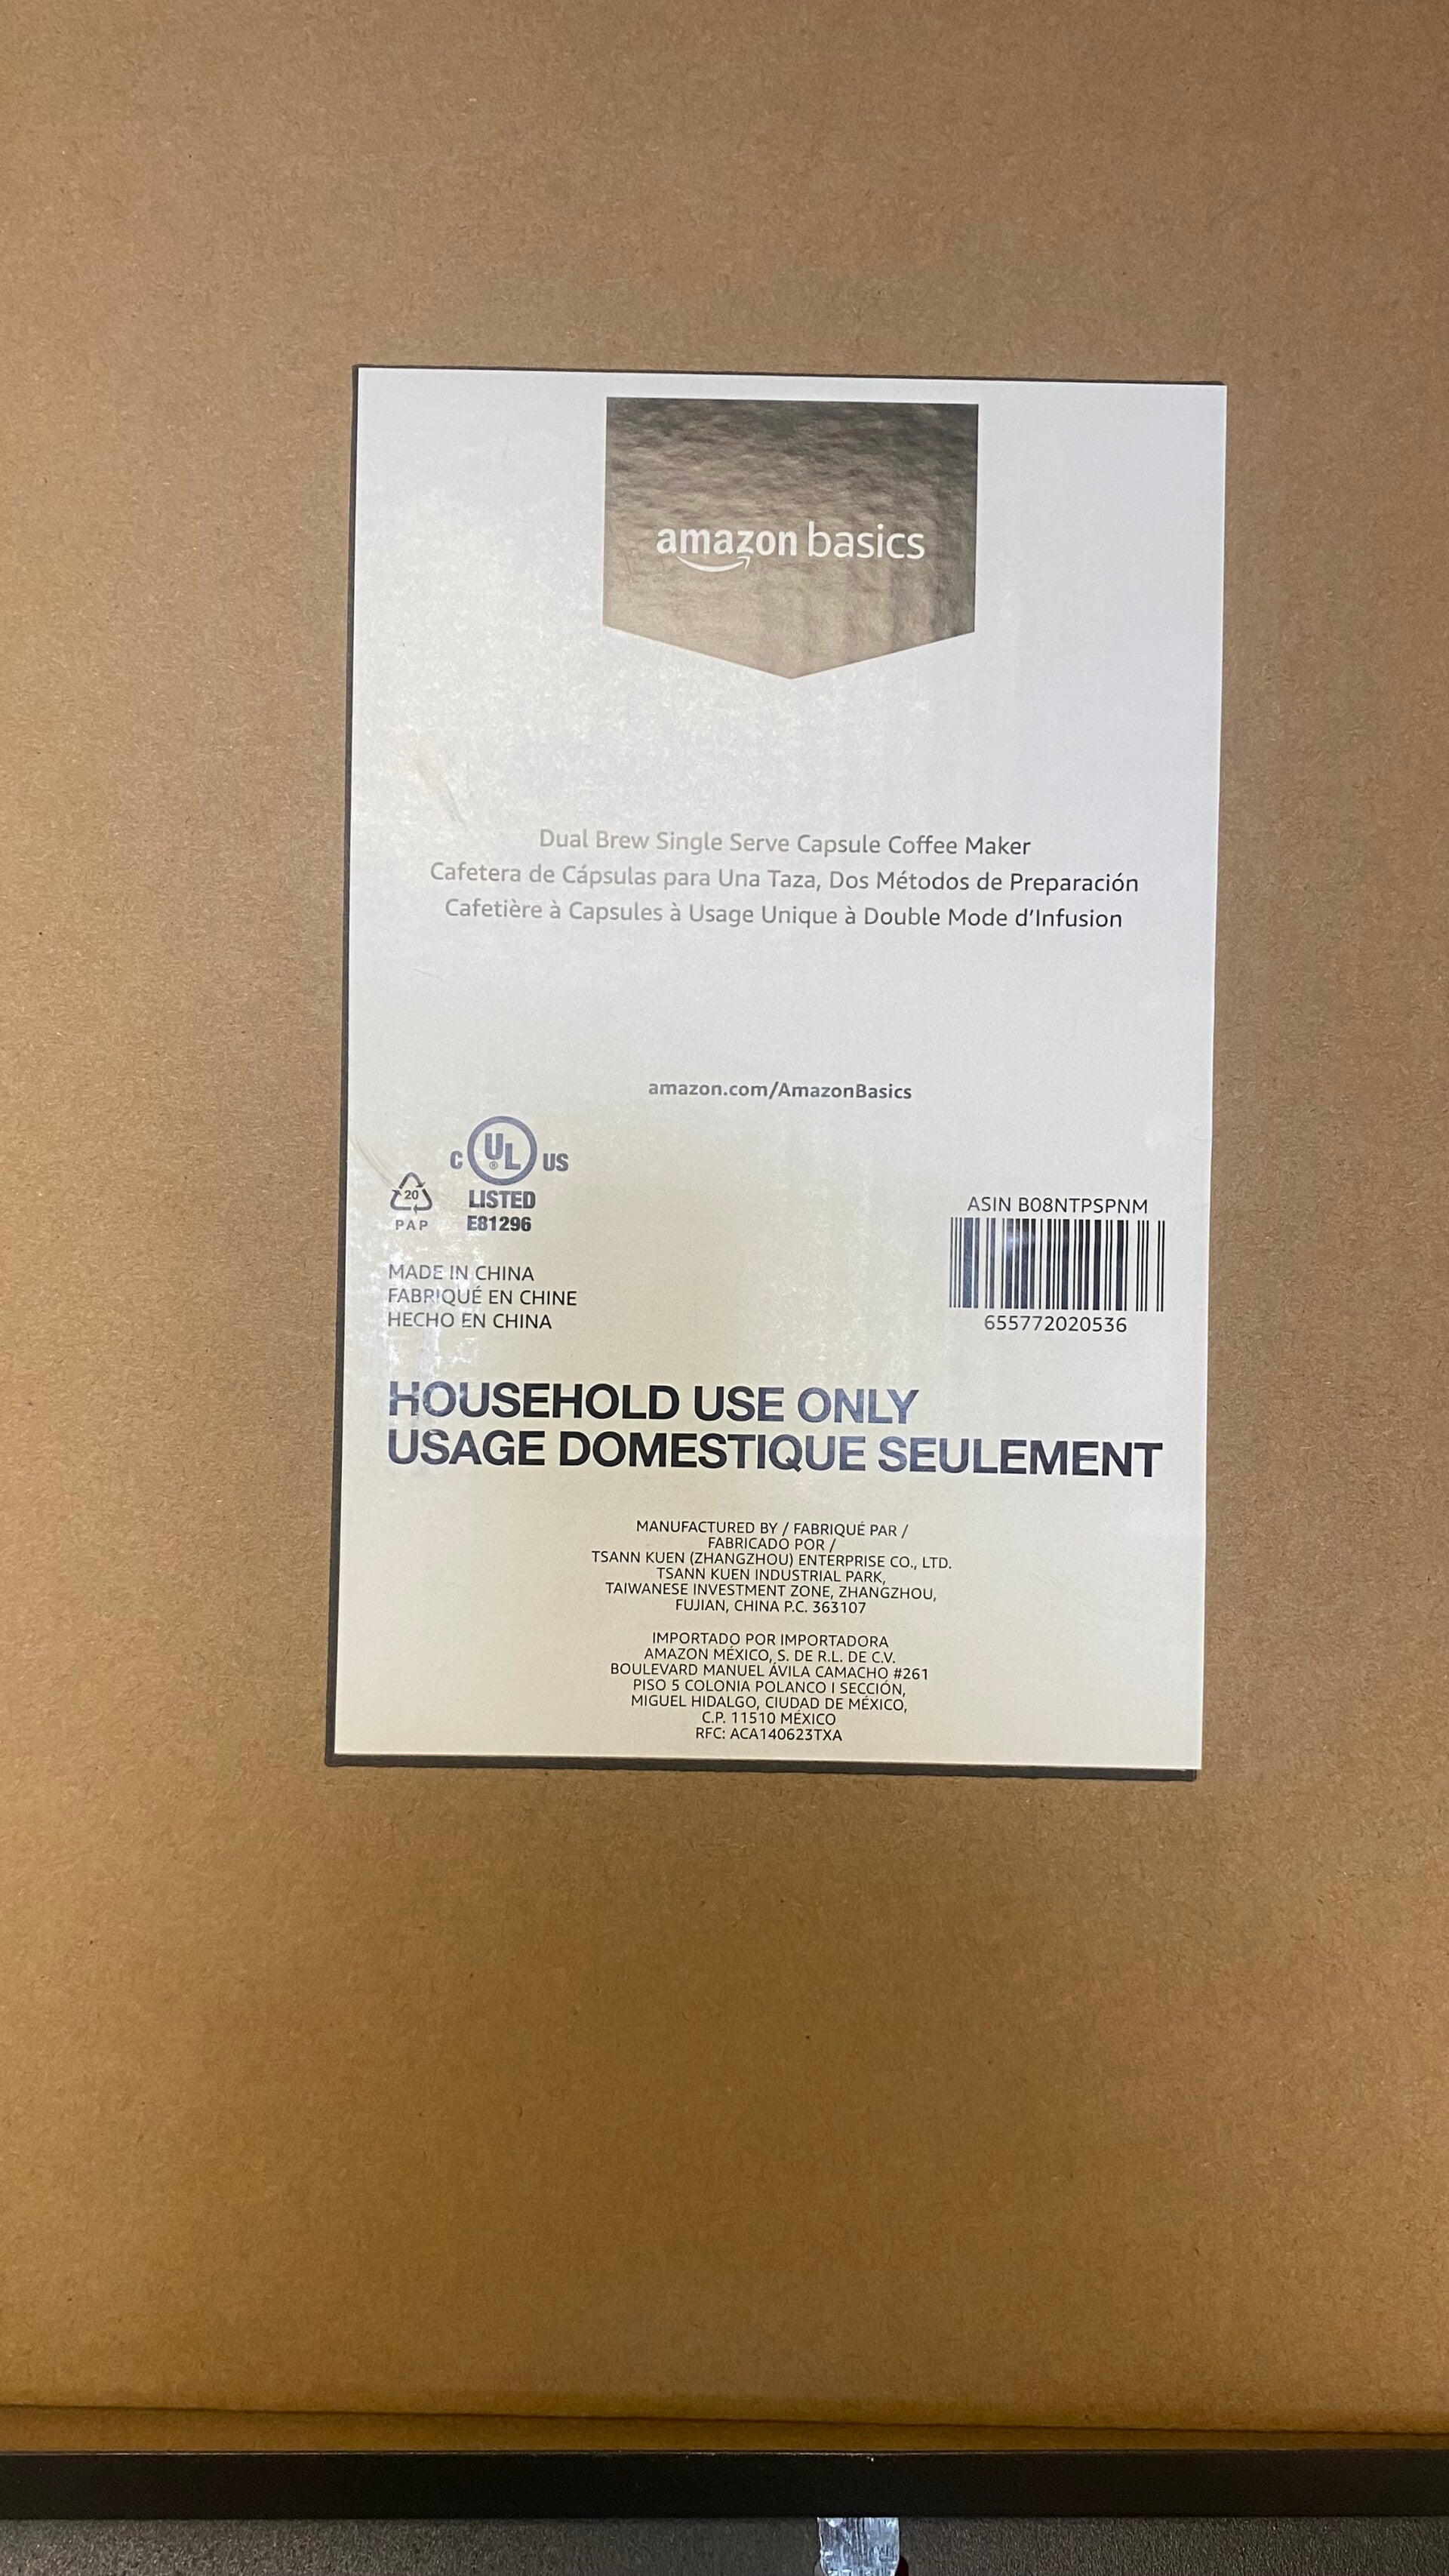 amazon basics
Dual Brew Single Serve Capsule Coffee Maker
Cafetera de Cápsulas para Una Taza, Dos Métodos de Preparación
Cafetière à Capsules à Usage Unique à Double Mode d’Infusion
amazon.com/AmazonBasics
C UL® US
LISTED
E81296
20
PAP
ASIN B08NTPSPNM
655772020536
MADE IN CHINA
FABRIQUÉ EN CHINE
HECHO EN CHINA
HOUSEHOLD USE ONLY
USAGE DOMESTIQUE SEULEMENT
MANUFACTURED BY / FABRIQUÉ PAR /
FABRICADO POR /
TSANN KUEN (ZHANGZHOU) ENTERPRISE CO., LTD.
TSANN KUEN INDUSTRIAL PARK,
TAIWANESE INVESTMENT ZONE, ZHANGZHOU,
FUJIAN, CHINA P.C. 363107
IMPORTADO POR IMPORTADORA
AMAZON MÉXICO, S. DE R.L. DE C.V.
BOULEVARD MANUEL ÁVILA CAMACHO #261
PISO 5 COLONIA POLANCO I SECCIÓN,
MIGUEL HIDALGO, CIUDAD DE MÉXICO,
C.P. 11510 MÉXICO
RFC: ACA140623TXA